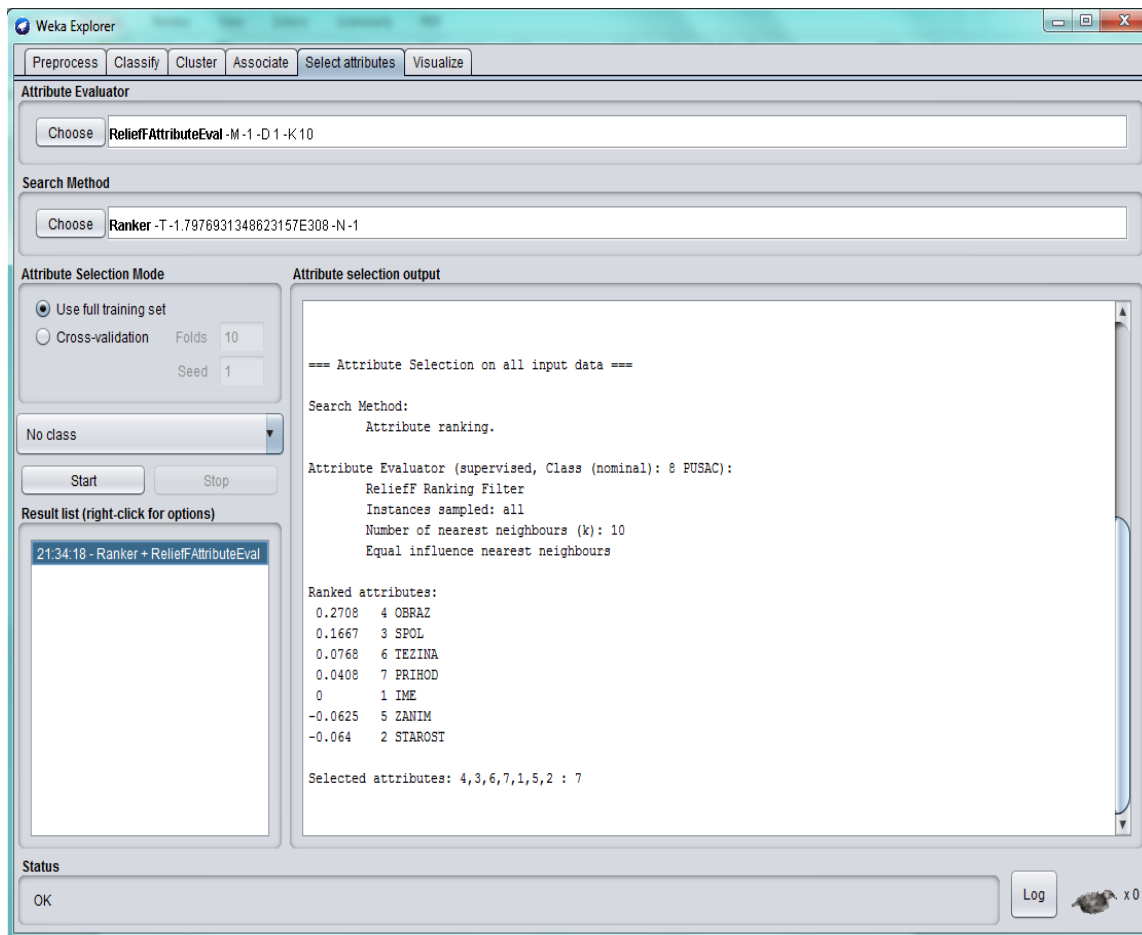 Weka Explorer
Preprocess Classify Cluster Associate Select attributes Visualize
Attribute Evaluator
Choose ReliefFAttributeEval -M -1 -D 1 -K 10
Search Method
Choose Ranker -T -1.7976931348623157E308 -N -1
Attribute Selection Mode
Use full training set
Cross-validation Folds 10
Seed 1
No class
Start Stop
Result list (right-click for options)
21:34:18 - Ranker + ReliefFAttributeEval
Attribute selection output
=== Attribute Selection on all input data ===
Search Method:
Attribute ranking.
Attribute Evaluator (supervised, Class (nominal): 8 PUSAC):
ReliefF Ranking Filter
Instances sampled: all
Number of nearest neighbours (k): 10
Equal influence nearest neighbours
Ranked attributes:
0.2708 4 OBRAZ
0.1667 3 SPOL
0.0768 6 TEZINA
0.0408 7 PRIHOD
0 1 IME
-0.0625 5 ZANIM
-0.064 2 STAROST
Selected attributes: 4,3,6,7,1,5,2 : 7
Status
OK
Log
x 0